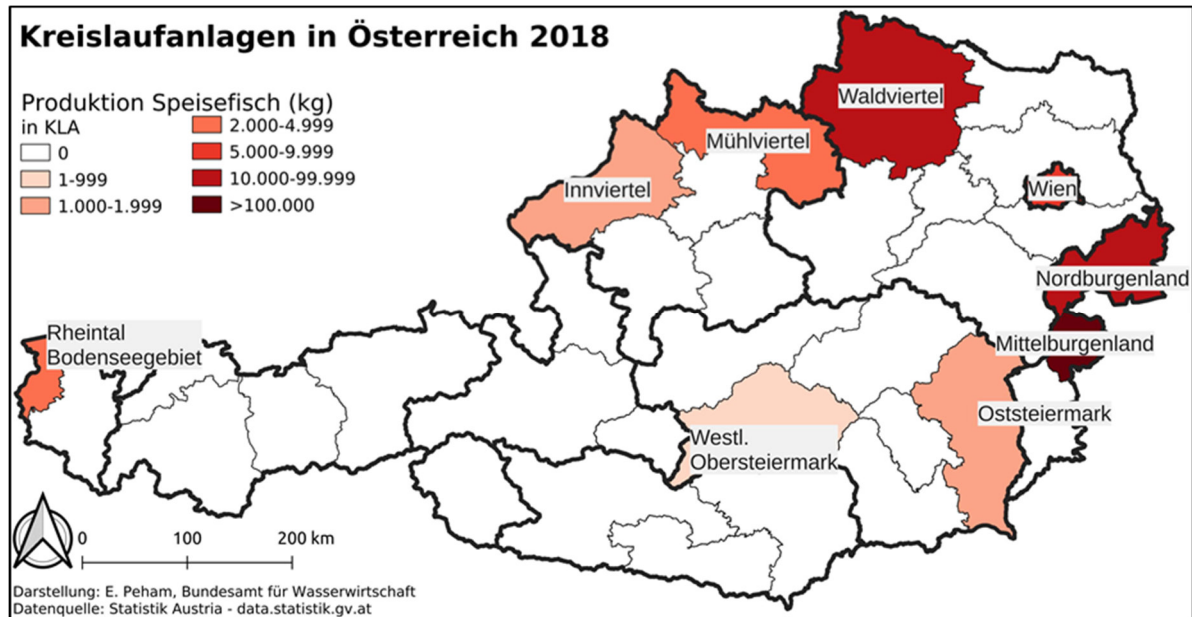 Kreislaufanlagen in Österreich 2018
Produktion Speisefisch (kg)
in KLA
0
1-999
1.000-1.999
2.000-4.999
5.000-9.999
10.000-99.999
>100.000
Waldviertel
Mühlviertel
Innviertel
Wien
Nordburgenland
Mittelburgenland
Rheintal
Bodenseegebiet
Oststeiermark
Westl.
Obersteiermark
0 100 200 km
Darstellung: E. Peham, Bundesamt für Wasserwirtschaft
Datenquelle: Statistik Austria - data.statistik.gv.at